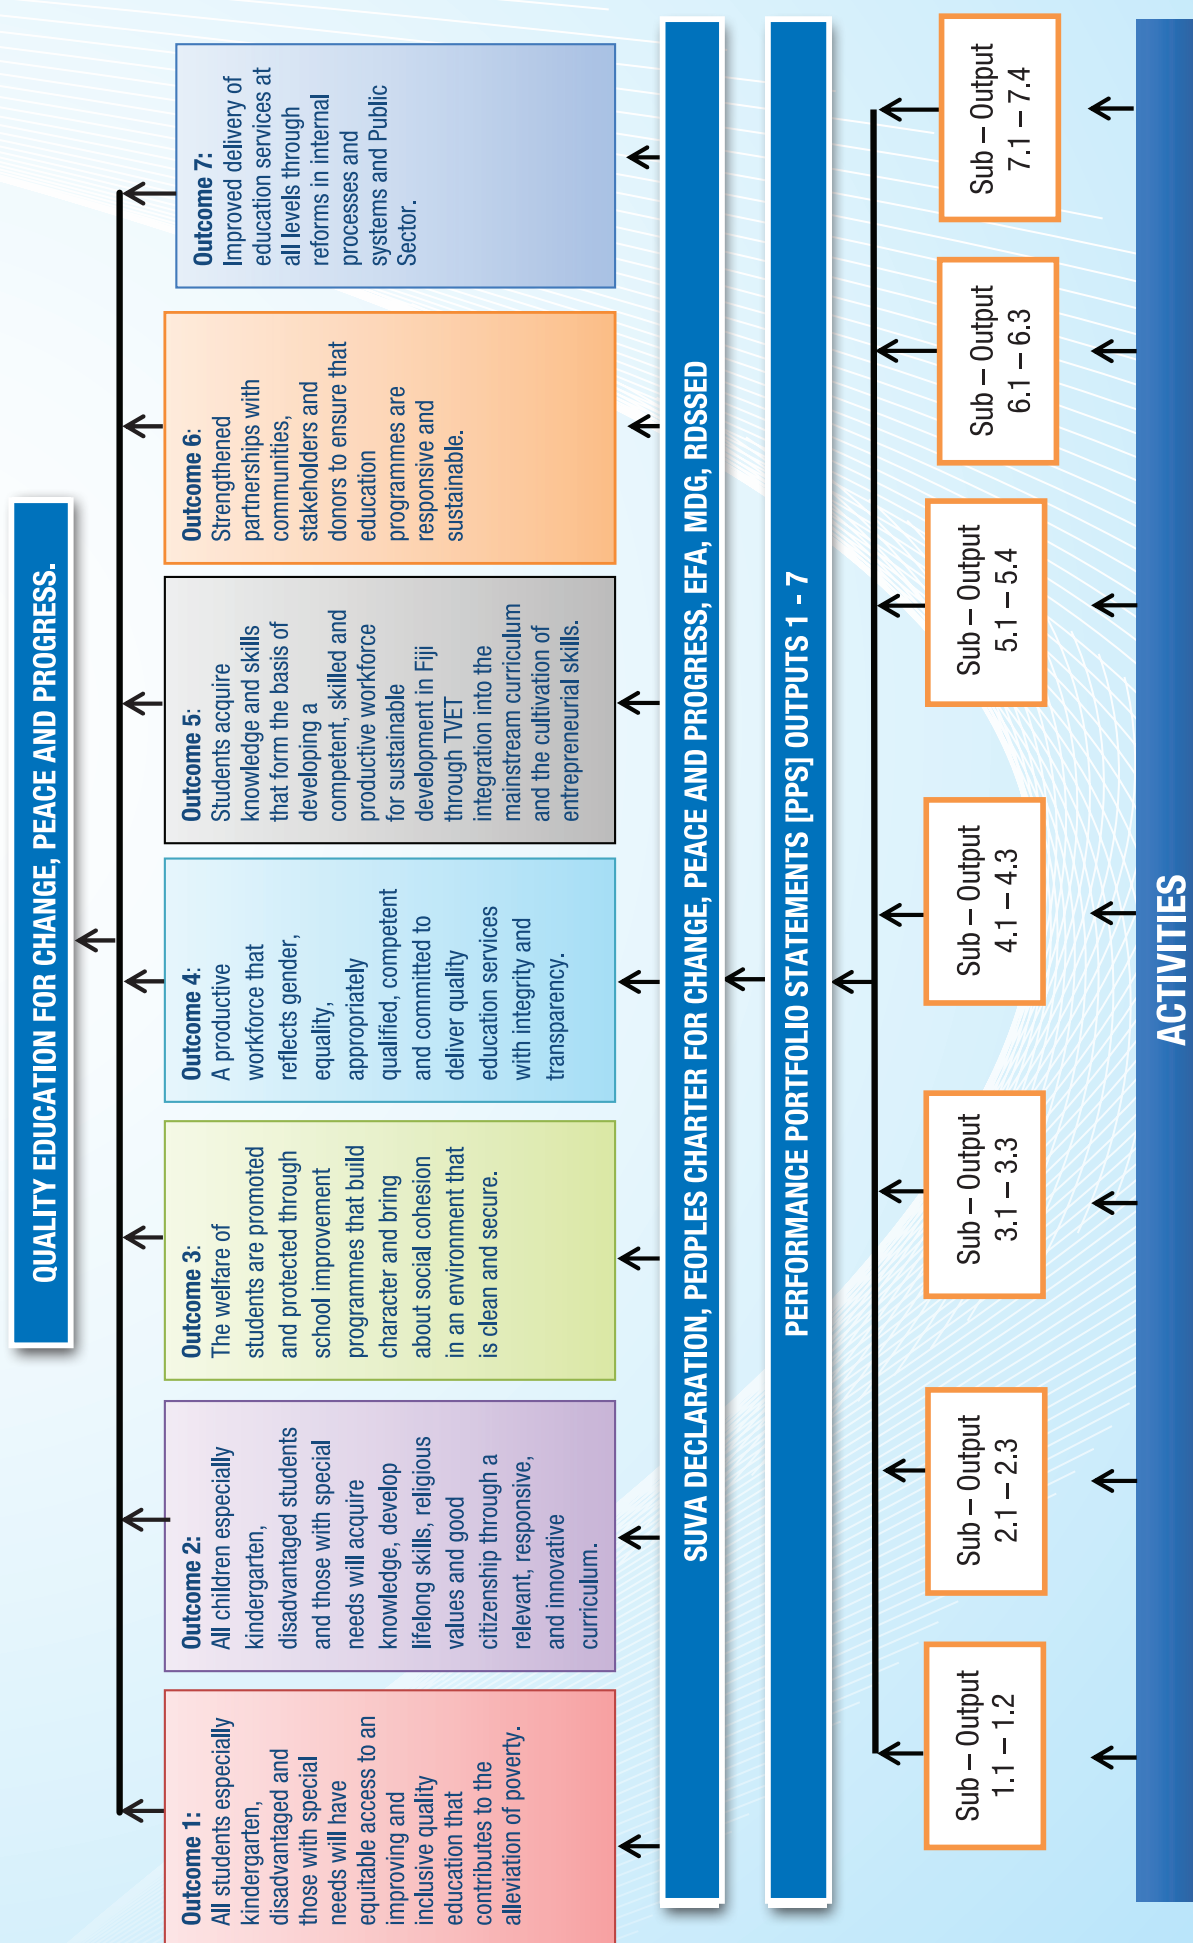 QUALITY EDUCATION FOR CHANGE, PEACE AND PROGRESS.
Outcome 1:
All students especially
kindergarten,
disadvantaged and
those with special
needs will have
equitable access to an
improving and
inclusive quality
education that
contributes to the
alleviation of poverty.
Outcome 2:
All children especially
kindergarten,
disadvantaged students
and those with special
needs will acquire
knowledge, develop
lifelong skills, religious
values and good
citizenship through a
relevant, responsive,
and innovative
curriculum.
Outcome 3:
The welfare of
students are promoted
and protected through
school improvement
programmes that build
character and bring
about social cohesion
in an environment that
is clean and secure.
Outcome 4:
A productive
workforce that
reflects gender,
equality,
appropriately
qualified, competent
and committed to
deliver quality
education services
with integrity and
transparency.
Outcome 5:
Students acquire
knowledge and skills
that form the basis of
developing a
competent, skilled and
productive workforce
for sustainable
development in Fiji
through TVET
integration into the
mainstream curriculum
and the cultivation of
entrepreneurial skills.
Outcome 6:
Strengthened
partnerships with
communities,
stakeholders and
donors to ensure that
education
programmes are
responsive and
sustainable.
Outcome 7:
Improved delivery of
education services at
all levels through
reforms in internal
processes and
systems and Public
Sector.
SUVA DECLARATION, PEOPLES CHARTER FOR CHANGE, PEACE AND PROGRESS, EFA, MDG, RDSSED
PERFORMANCE PORTFOLIO STATEMENTS [PPS] OUTPUTS 1 - 7
Sub – Output
1.1 – 1.2
Sub – Output
2.1 – 2.3
Sub – Output
3.1 – 3.3
Sub – Output
4.1 – 4.3
Sub – Output
5.1 – 5.4
Sub – Output
6.1 – 6.3
Sub – Output
7.1 – 7.4
ACTIVITIES